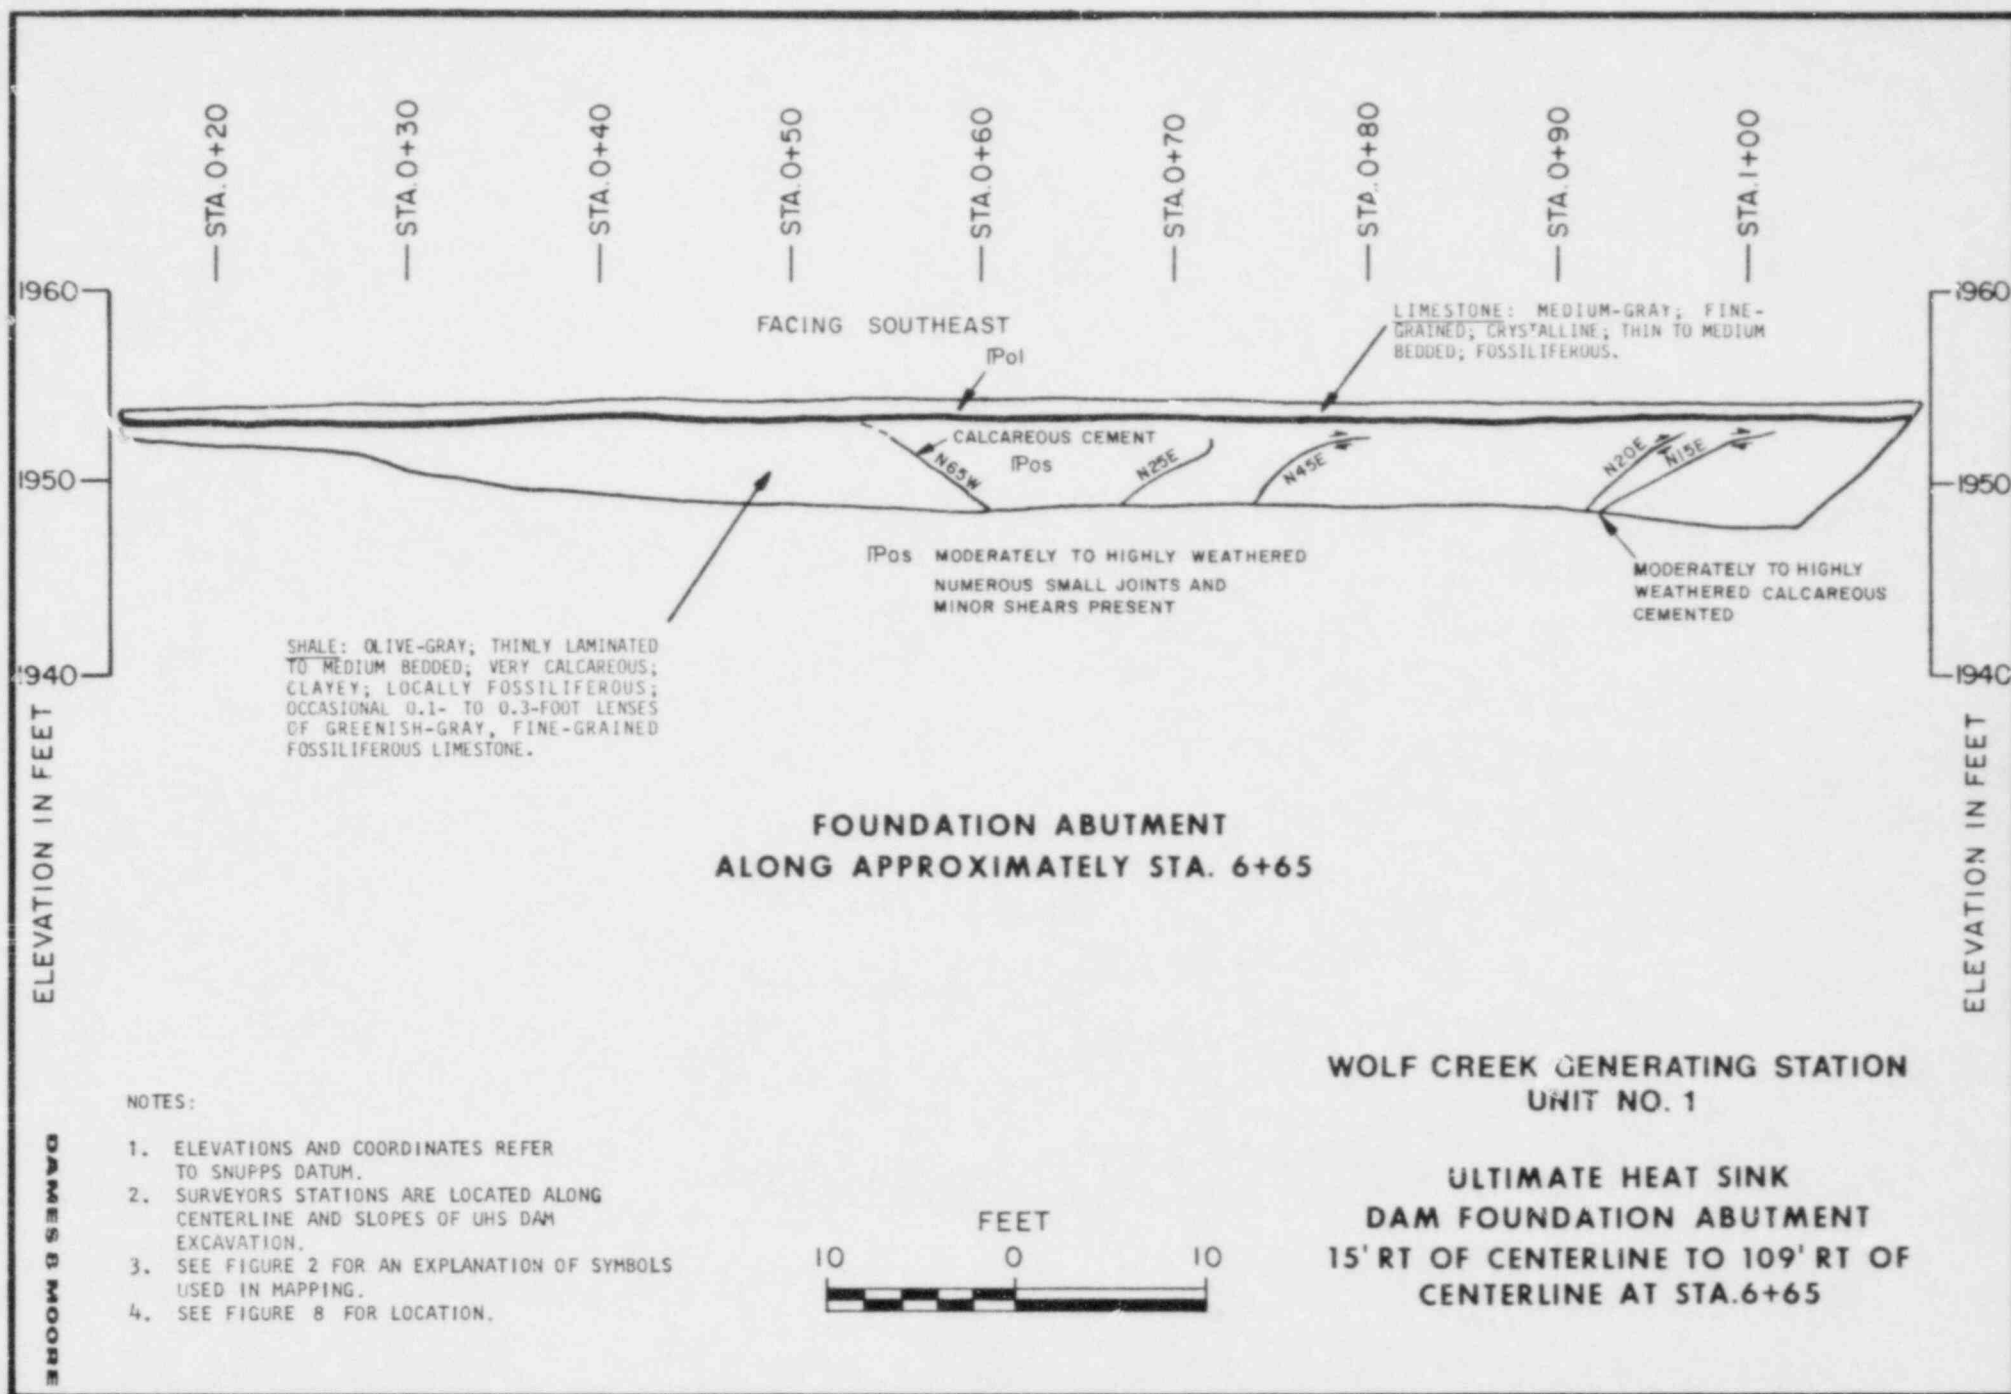 STA. 0+20
STA. 0+30
STA. 0+40
STA. 0+50
STA. 0+60
STA. 0+70
STA. 0+80
STA. 0+90
STA. 1+00
1960
1960
FACING SOUTHEAST
LIMESTONE: MEDIUM-GRAY; FINE-
GRAINED; CRYSTALLINE; THIN TO MEDIUM
BEDDED; FOSSILIFEROUS.
IPol
CALCAREOUS CEMENT
IPos
N65W
N25E
N45E
N20E
N15E
1950
1950
IPos MODERATELY TO HIGHLY WEATHERED
NUMEROUS SMALL JOINTS AND
MINOR SHEARS PRESENT
MODERATELY TO HIGHLY
WEATHERED CALCAREOUS
CEMENTED
SHALE: OLIVE-GRAY; THINLY LAMINATED
TO MEDIUM BEDDED; VERY CALCAREOUS;
CLAYEY; LOCALLY FOSSILIFEROUS;
OCCASIONAL 0.1- TO 0.3-FOOT LENSES
OF GREENISH-GRAY, FINE-GRAINED
FOSSILIFEROUS LIMESTONE.
1940
1940
ELEVATION IN FEET
ELEVATION IN FEET
FOUNDATION ABUTMENT
ALONG APPROXIMATELY STA. 6+65
NOTES:
1. ELEVATIONS AND COORDINATES REFER
TO SNUPPS DATUM.
2. SURVEYORS STATIONS ARE LOCATED ALONG
CENTERLINE AND SLOPES OF UHS DAM
EXCAVATION.
3. SEE FIGURE 2 FOR AN EXPLANATION OF SYMBOLS
USED IN MAPPING.
4. SEE FIGURE 8 FOR LOCATION.
DAMES & MOORE
FEET
10 0 10
WOLF CREEK GENERATING STATION
UNIT NO. 1
ULTIMATE HEAT SINK
DAM FOUNDATION ABUTMENT
15' RT OF CENTERLINE TO 109' RT OF
CENTERLINE AT STA.6+65